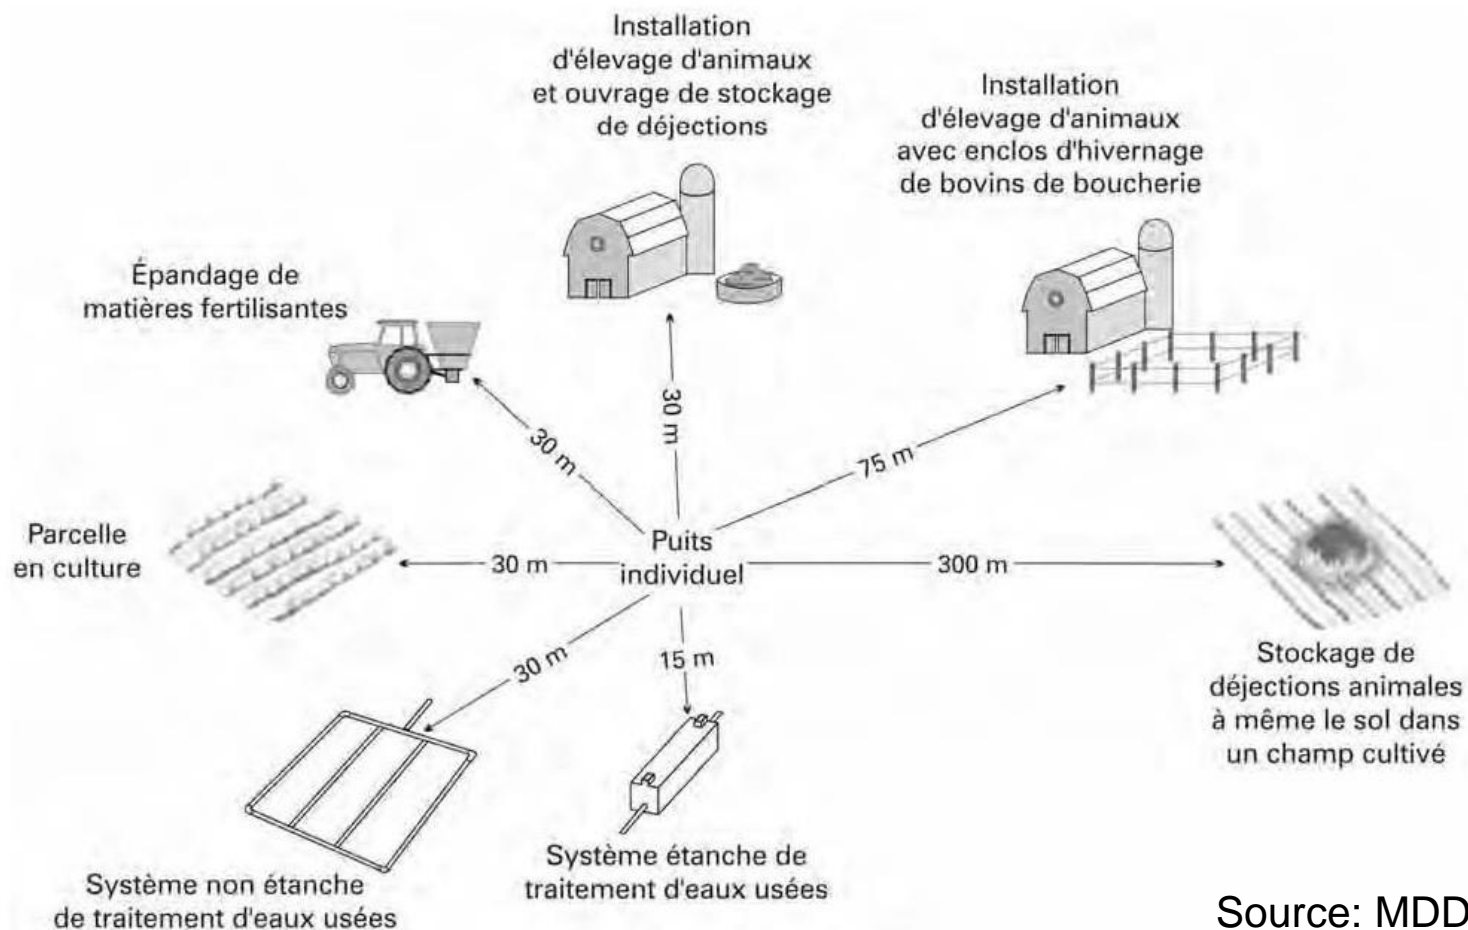 Installation
d'élevage d'animaux
et ouvrage de stockage
de déjections
Installation
d'élevage d'animaux
avec enclos d'hivernage
de bovins de boucherie
Épandage de
matières fertilisantes
30 m
30 m
75 m
Parcelle
en culture
30 m
Puits
individuel
300 m
30 m
15 m
Stockage de
déjections animales
à même le sol dans
un champ cultivé
Système non étanche
de traitement d'eaux usées
Système étanche de
traitement d'eaux usées
Source: MDD